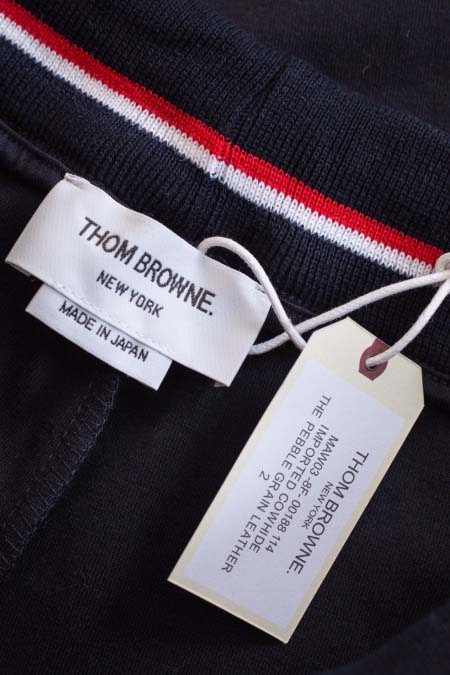 THOM BROWNE.
NEW YORK
MADE IN JAPAN
THOM BROWNE.
NEW YORK
MAW03-8F- 00188 114
IMPORTED COWHIDE
THE PEBBLE GRAIN LEATHER
2